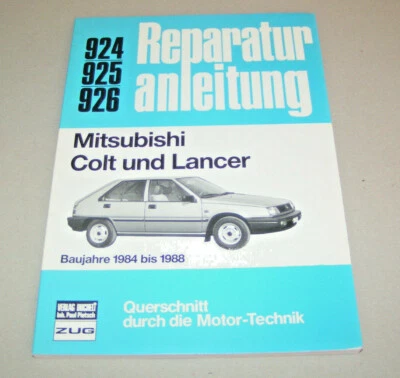 924
925
926
Reparatur
anleitung
Mitsubishi
Colt und Lancer
Baujahre 1984 bis 1988
VERLAG BUCHELI
Inh. Paul Pietsch
ZUG
Querschnitt
durch die Motor-Technik